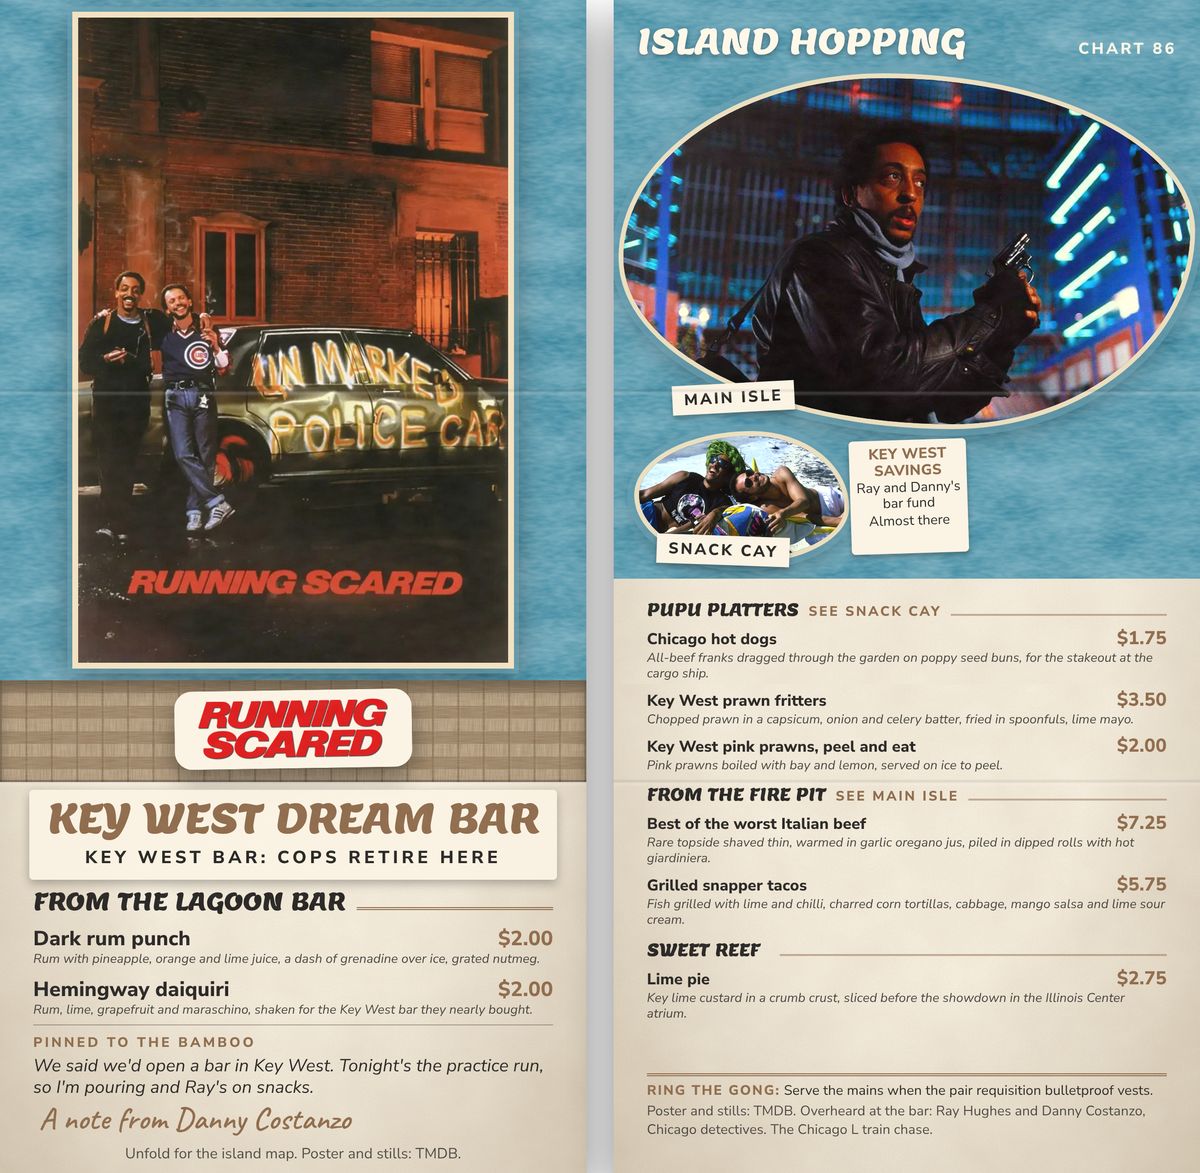 UN MARKED
POLICE CAR
RUNNING SCARED
RUNNING
SCARED
KEY WEST DREAM BAR
KEY WEST BAR: COPS RETIRE HERE
FROM THE LAGOON BAR
Dark rum punch $2.00
Rum with pineapple, orange and lime juice, a dash of grenadine over ice, grated nutmeg.
Hemingway daiquiri $2.00
Rum, lime, grapefruit and maraschino, shaken for the Key West bar they nearly bought.
PINNED TO THE BAMBOO
We said we'd open a bar in Key West. Tonight's the practice run,
so I'm pouring and Ray's on snacks.
A note from Danny Costanzo
Unfold for the island map. Poster and stills: TMDB.
ISLAND HOPPING
CHART 86
MAIN ISLE
SNACK CAY
KEY WEST
SAVINGS
Ray and Danny's
bar fund
Almost there
PUPU PLATTERS SEE SNACK CAY
Chicago hot dogs $1.75
All-beef franks dragged through the garden on poppy seed buns, for the stakeout at the
cargo ship.
Key West prawn fritters $3.50
Chopped prawn in a capsicum, onion and celery batter, fried in spoonfuls, lime mayo.
Key West pink prawns, peel and eat $2.00
Pink prawns boiled with bay and lemon, served on ice to peel.
FROM THE FIRE PIT SEE MAIN ISLE
Best of the worst Italian beef $7.25
Rare topside shaved thin, warmed in garlic oregano jus, piled in dipped rolls with hot
giardiniera.
Grilled snapper tacos $5.75
Fish grilled with lime and chilli, charred corn tortillas, cabbage, mango salsa and lime sour
cream.
SWEET REEF
Lime pie $2.75
Key lime custard in a crumb crust, sliced before the showdown in the Illinois Center
atrium.
RING THE GONG: Serve the mains when the pair requisition bulletproof vests.
Poster and stills: TMDB. Overheard at the bar: Ray Hughes and Danny Costanzo,
Chicago detectives. The Chicago L train chase.